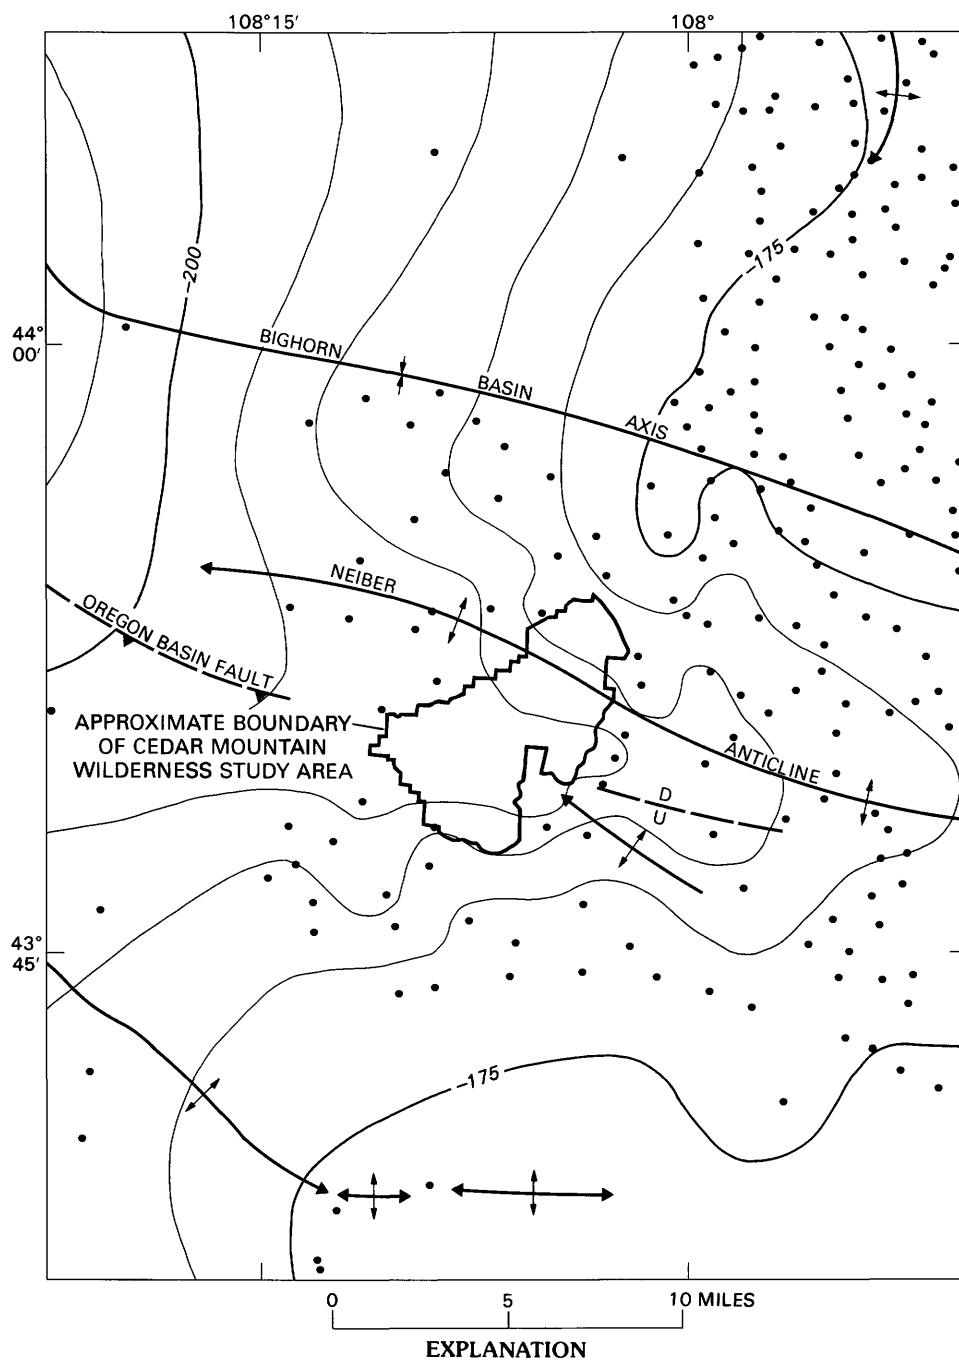 108°15′
108°
–175
–200
44°
00′
BIGHORN
BASIN
AXIS
NEIBER
OREGON BASIN FAULT
APPROXIMATE BOUNDARY
OF CEDAR MOUNTAIN
WILDERNESS STUDY AREA
ANTICLINE
D
U
43°
45′
–175
0
5
10 MILES
EXPLANATION